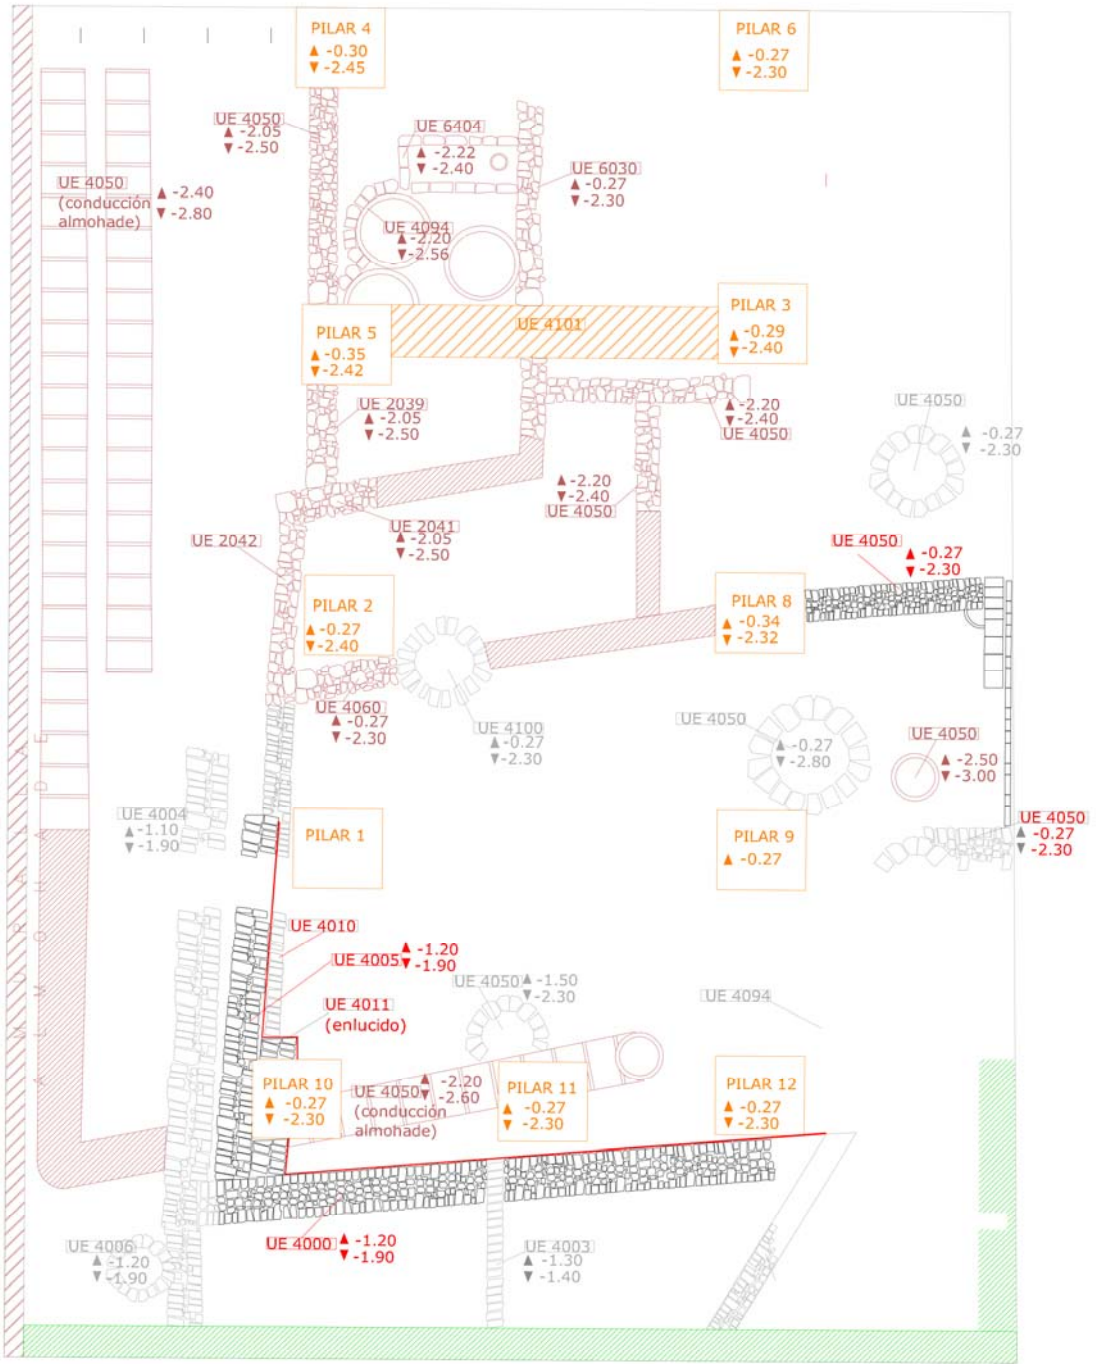 PILAR 4
▲ -0.30
▼ -2.45
PILAR 6
▲ -0.27
▼ -2.30
UE 4050
▲ -2.05
▼ -2.50
UE 6404
▲ -2.22
▼ -2.40
UE 6030
▲ -0.27
▼ -2.30
UE 4050
(conducción
almohade)
▲ -2.40
▼ -2.80
UE 4094
▲ -2.20
▼ -2.56
PILAR 5
▲ -0.35
▼ -2.42
UE 4101
PILAR 3
▲ -0.29
▼ -2.40
UE 2039
▲ -2.05
▼ -2.50
▲ -2.20
▼ -2.40
UE 4050
UE 4050
▲ -0.27
▼ -2.30
▲ -2.20
▼ -2.40
UE 4050
UE 2041
▲ -2.05
▼ -2.50
UE 2042
UE 4050
▲ -0.27
▼ -2.30
PILAR 2
▲ -0.27
▼ -2.40
PILAR 8
▲ -0.34
▼ -2.32
UE 4060
▲ -0.27
▼ -2.30
UE 4100
▲ -0.27
▼ -2.30
UE 4050
▲ -0.27
▼ -2.80
UE 4050
▲ -2.50
▼ -3.00
UE 4004
▲ -1.10
▼ -1.90
PILAR 1
PILAR 9
▲ -0.27
UE 4050
▲ -0.27
▼ -2.30
MURALLA
ALMOHADE
UE 4010
UE 4005
▲ -1.20
▼ -1.90
UE 4011
(enlucido)
UE 4050
▲ -1.50
▼ -2.30
UE 4094
PILAR 10
▲ -0.27
▼ -2.30
UE 4050
(conducción
almohade)
▲ -2.20
▼ -2.60
PILAR 11
▲ -0.27
▼ -2.30
PILAR 12
▲ -0.27
▼ -2.30
UE 4006
▲ -1.20
▼ -1.90
UE 4000
▲ -1.20
▼ -1.90
UE 4003
▲ -1.30
▼ -1.40